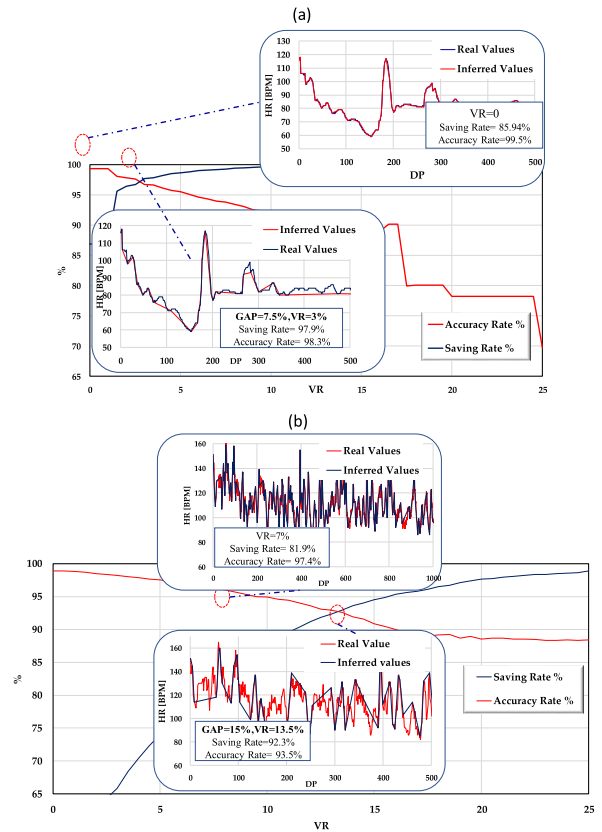 (a)
130
120
110
100
90
80
70
60
50
HR [BPM]
Real Values
Inferred Values
VR=0
Saving Rate= 85.94%
Accuracy Rate=99.5%
0
100
200
300
400
500
DP
100
95
90
85
80
75
70
65
%
120
110
100
90
80
70
60
50
HR [BPM]
Inferred Values
Real Values
GAP=7.5%,VR=3%
Saving Rate= 97.9%
Accuracy Rate= 98.3%
0
100
200
300
400
500
DP
Accuracy Rate %
Saving Rate %
0
5
10
15
20
25
VR
(b)
160
140
120
100
80
60
HR [BPM]
Real Values
Inferred Values
VR=7%
Saving Rate= 81.9%
Accuracy Rate= 97.4%
0
200
400
600
800
1000
DP
100
95
90
85
80
75
70
65
%
160
140
120
100
80
60
HR [BPM]
Real Value
Inferred values
GAP=15%,VR=13.5%
Saving Rate=92.3%
Accuracy Rate= 93.5%
0
100
200
300
400
500
DP
Saving Rate %
Accuracy Rate %
0
5
10
15
20
25
VR